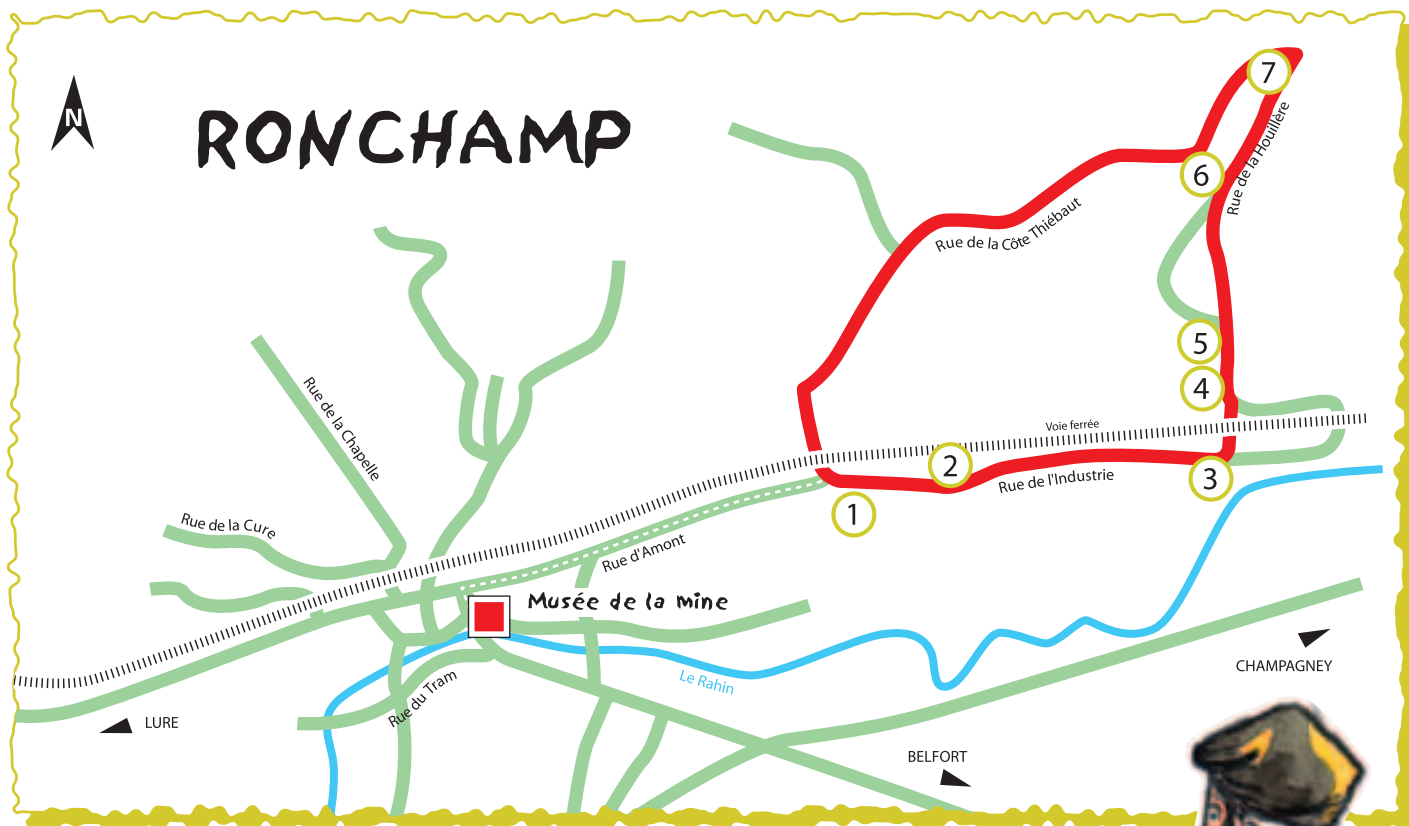 N
RONCHAMP
7
6
Rue de la Houillère
Rue de la Côte Thiébaut
5
4
Rue de la Chapelle
Voie ferrée
2
3
Rue de l'Industrie
1
Rue de la Cure
Rue d'Amont
Musée de la mine
Le Rahin
Rue du Tram
CHAMPAGNEY
LURE
BELFORT